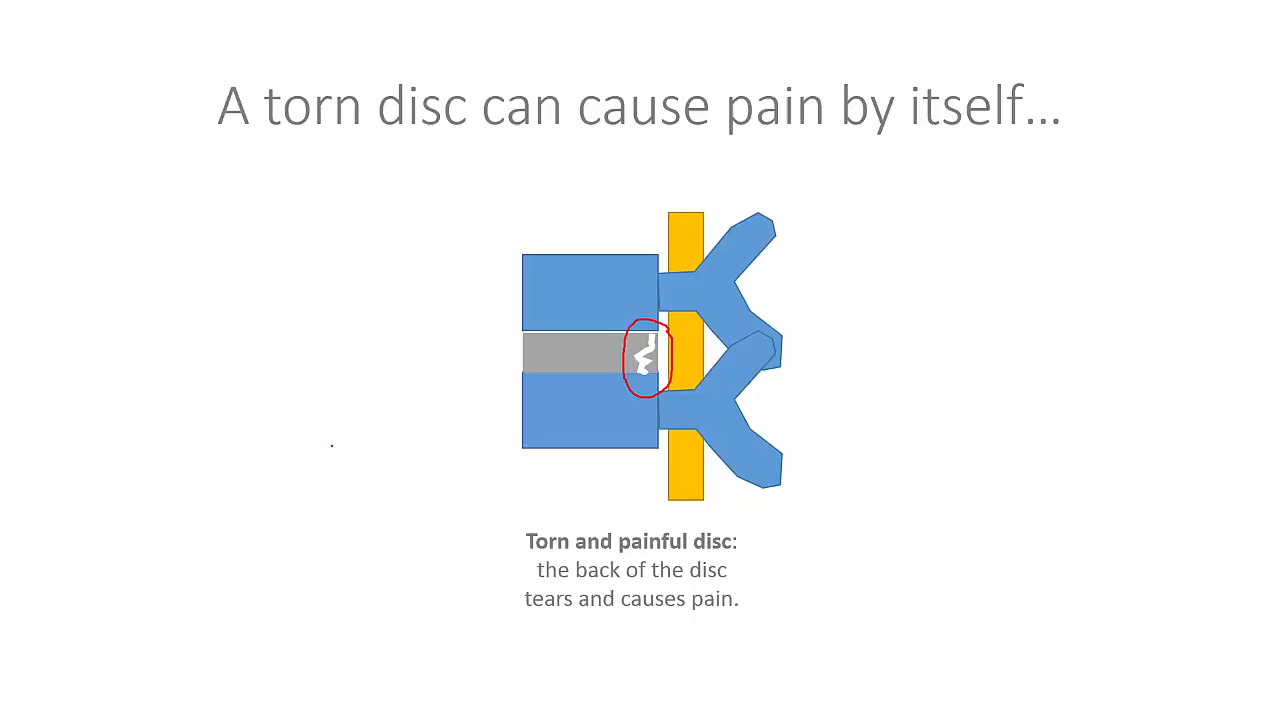 A torn disc can cause pain by itself...
Torn and painful disc:
the back of the disc
tears and causes pain.